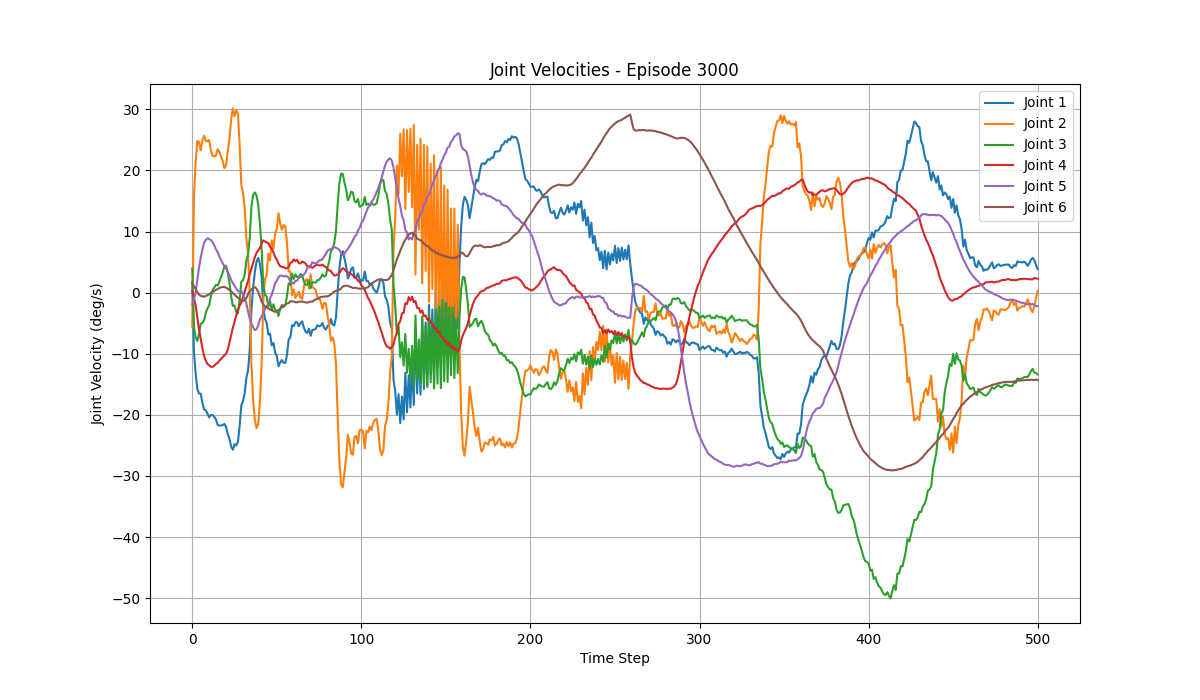 Joint Velocities - Episode 3000
Joint Velocity (deg/s)
30
20
10
0
−10
−20
−30
−40
−50
Joint 1
Joint 2
Joint 3
Joint 4
Joint 5
Joint 6
0
100
200
300
400
500
Time Step